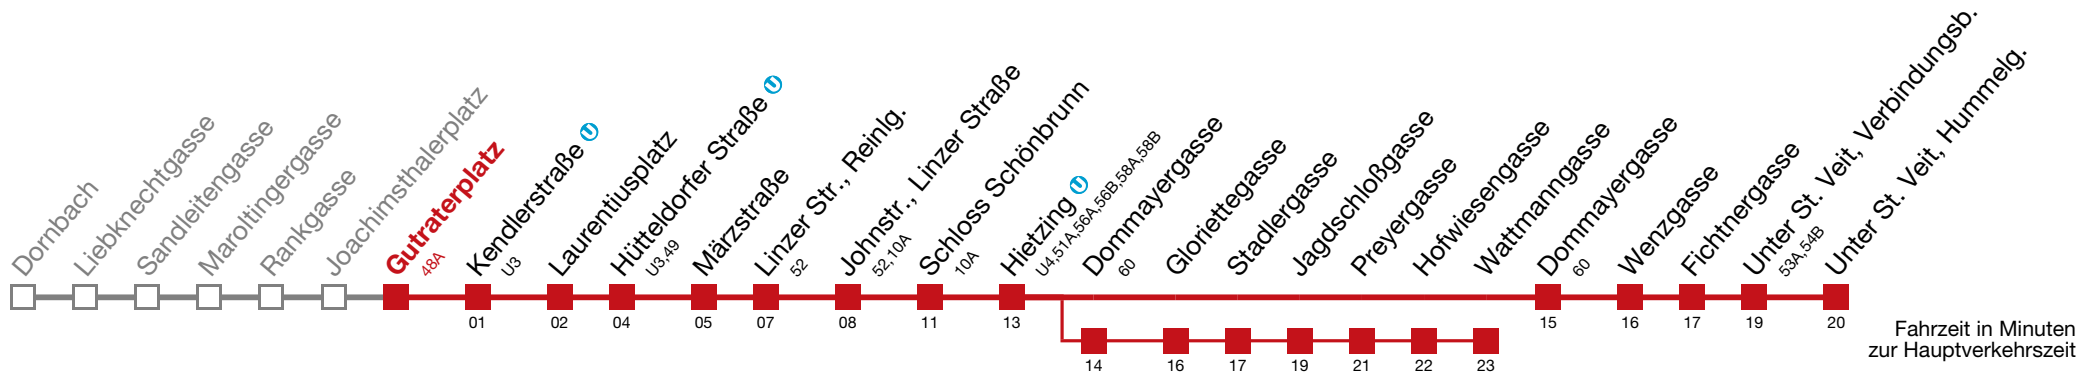 Dornbach
Liebknechtgasse
Sandleitengasse
Maroltingergasse
Rankgasse
Joachimsthalerplatz
Gutraterplatz
48A
Kendlerstraße
U3
Laurentiusplatz
Hütteldorfer Straße
U3,49
Märzstraße
Linzer Str., Reinlg.
52
Johnstr., Linzer Straße
52,10A
Schloss Schönbrunn
10A
Hietzing
U4,51A,56A,56B,58A,58B
Dommayergasse
60
Gloriettegasse
Stadlergasse
Jagdschloßgasse
Preyergasse
Hofwiesengasse
Wattmanngasse
Dommayergasse
60
Wenzgasse
Fichtnergasse
Unter St. Veit, Verbindungsb.
53A,54B
Unter St. Veit, Hummelg.
01 02 04 05 07 08 11 13 15 16 17 19 20
14 16 17 19 21 22 23
Fahrzeit in Minuten
zur Hauptverkehrszeit